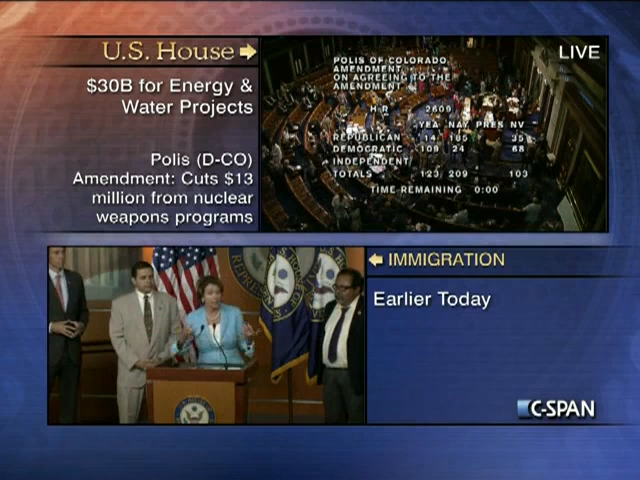 U.S. House
$30B for Energy &
Water Projects
Polis (D-CO)
Amendment: Cuts $13
million from nuclear
weapons programs
LIVE
POLIS OF COLORADO
AMENDMENT
ON AGREEING TO THE
AMENDMENT
H R 2609
YEA NAY PRES NV
REPUBLICAN 14 185 35
DEMOCRATIC 109 24 68
INDEPENDENT
TOTALS 123 209 103
TIME REMAINING 0:00
IMMIGRATION
Earlier Today
C-SPAN